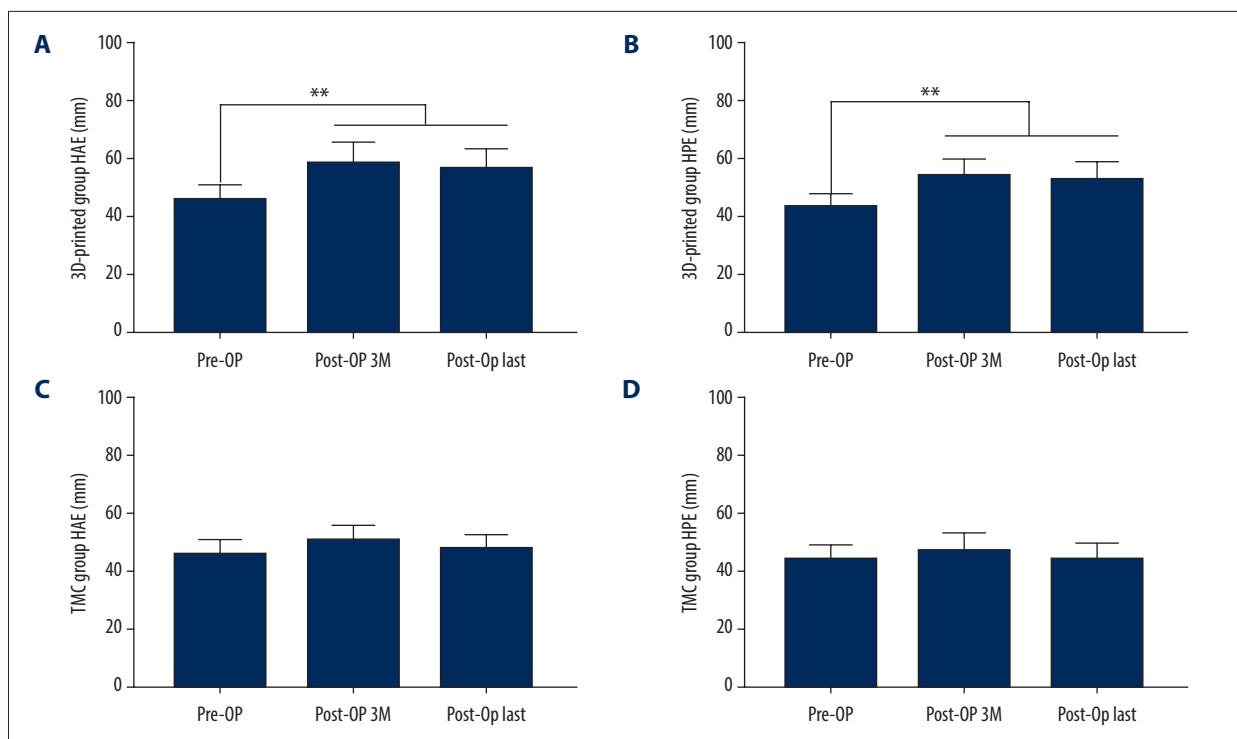 A
3D-printed group HAE (mm)
100
80
60
40
20
0
**
Pre-OP Post-OP 3M Post-Op last
B
3D-printed group HPE (mm)
100
80
60
40
20
0
**
Pre-OP Post-OP 3M Post-Op last
C
TMC group HAE (mm)
100
80
60
40
20
0
Pre-OP Post-OP 3M Post-Op last
D
TMC group HPE (mm)
100
80
60
40
20
0
Pre-OP Post-OP 3M Post-Op last